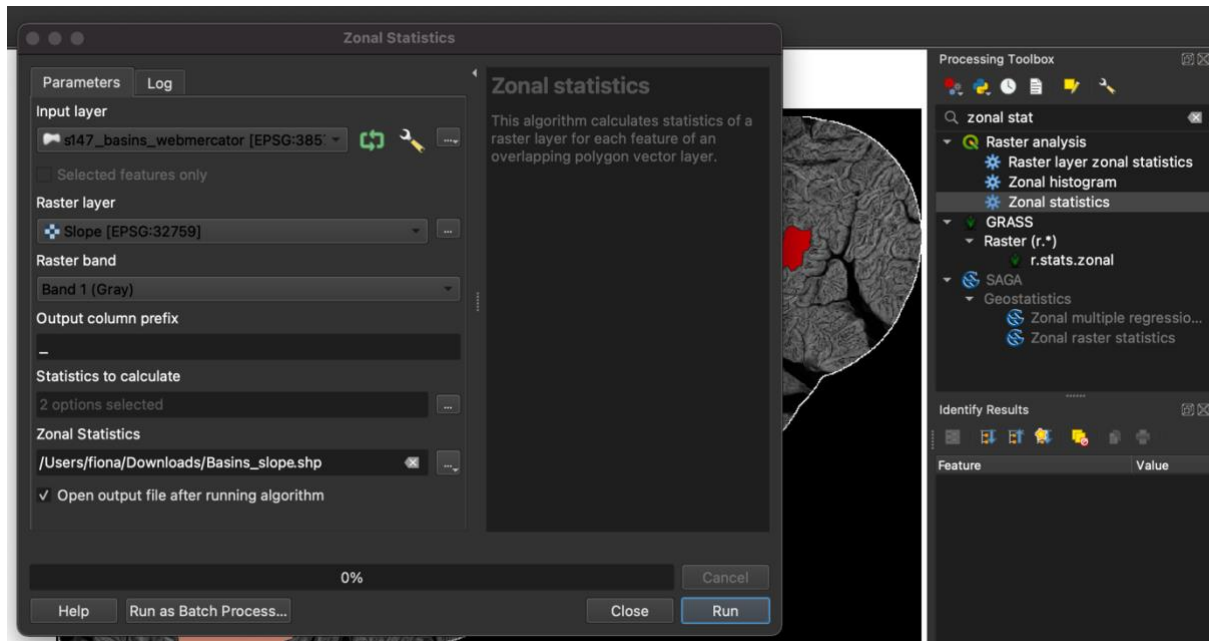 Zonal Statistics
Parameters Log
Input layer
s147_basins_webmercator [EPSG:385
Selected features only
Raster layer
Slope [EPSG:32759]
Raster band
Band 1 (Gray)
Output column prefix
_
Statistics to calculate
2 options selected
Zonal Statistics
/Users/fiona/Downloads/Basins_slope.shp
Open output file after running algorithm
Zonal statistics
This algorithm calculates statistics of a
raster layer for each feature of an
overlapping polygon vector layer.
0%
Cancel
Help Run as Batch Process... Close Run
Processing Toolbox
zonal stat
Raster analysis
Raster layer zonal statistics
Zonal histogram
Zonal statistics
GRASS
Raster (r.*)
r.stats.zonal
SAGA
Geostatistics
Zonal multiple regressio...
Zonal raster statistics
Identify Results
Feature Value